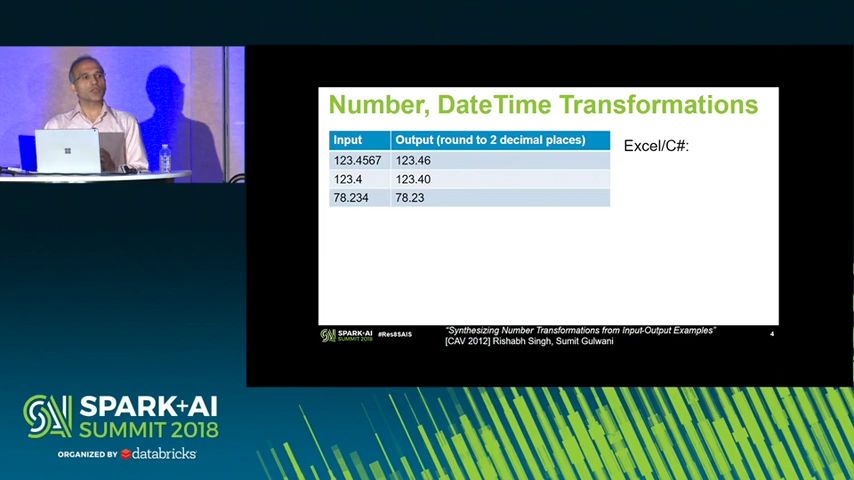 Number, DateTime Transformations
Input Output (round to 2 decimal places)
123.4567 123.46
123.4 123.40
78.234 78.23
Excel/C#:
SPARK+AI
SUMMIT 2018
#Res8SAIS
"Synthesizing Number Transformations from Input-Output Examples"
[CAV 2012] Rishabh Singh, Sumit Gulwani
4
SPARK+AI
SUMMIT 2018
ORGANIZED BY databricks